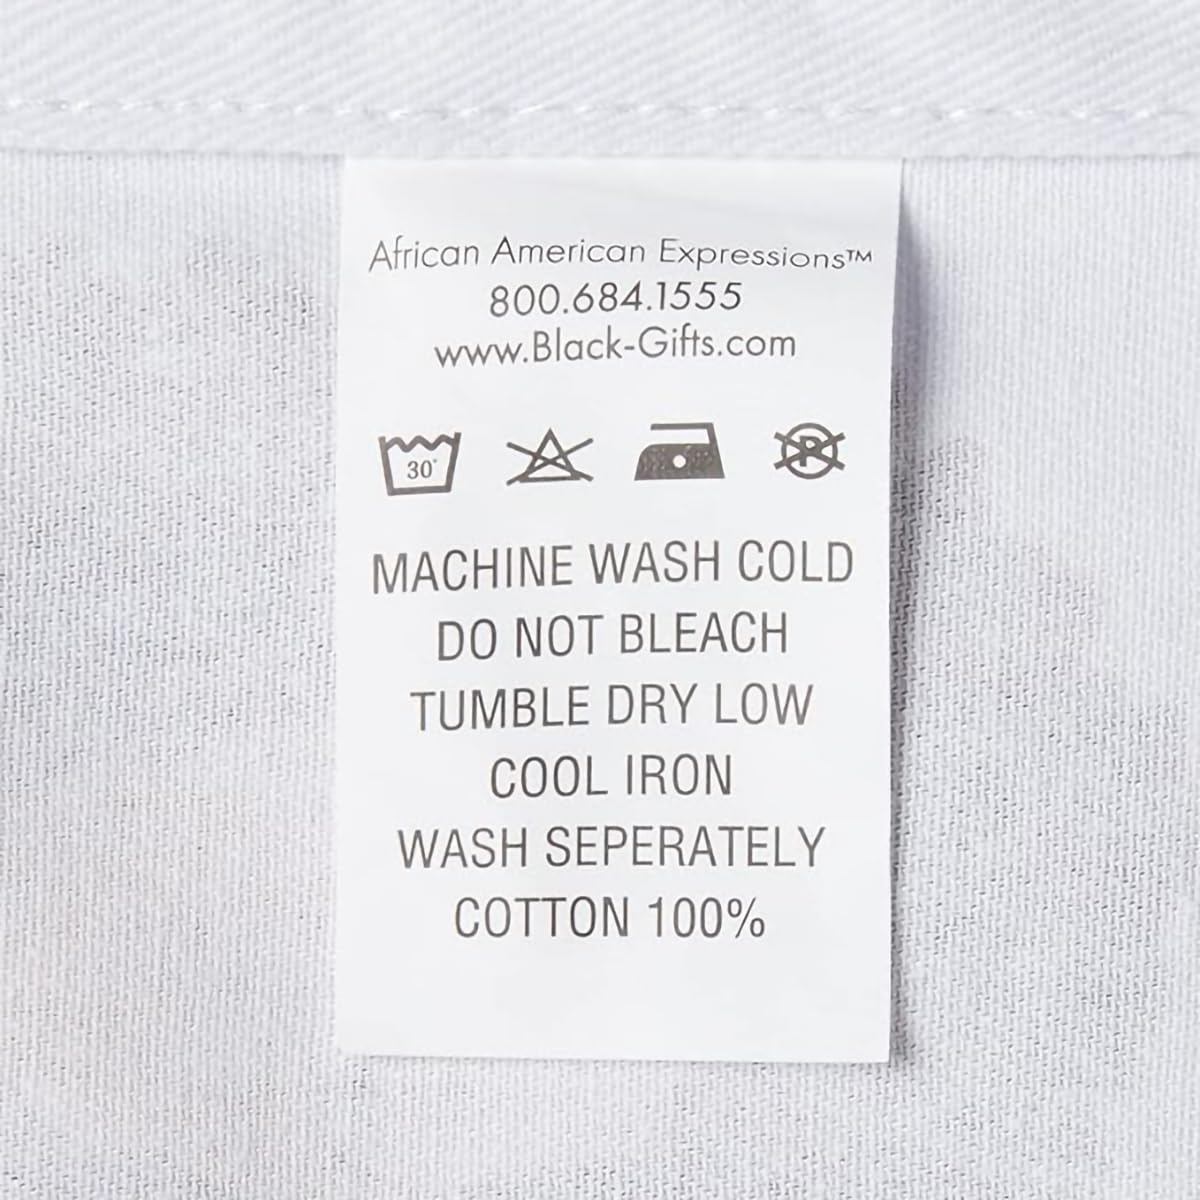 African American Expressions™
800.684.1555
www.Black-Gifts.com
30°
P
MACHINE WASH COLD
DO NOT BLEACH
TUMBLE DRY LOW
COOL IRON
WASH SEPERATELY
COTTON 100%